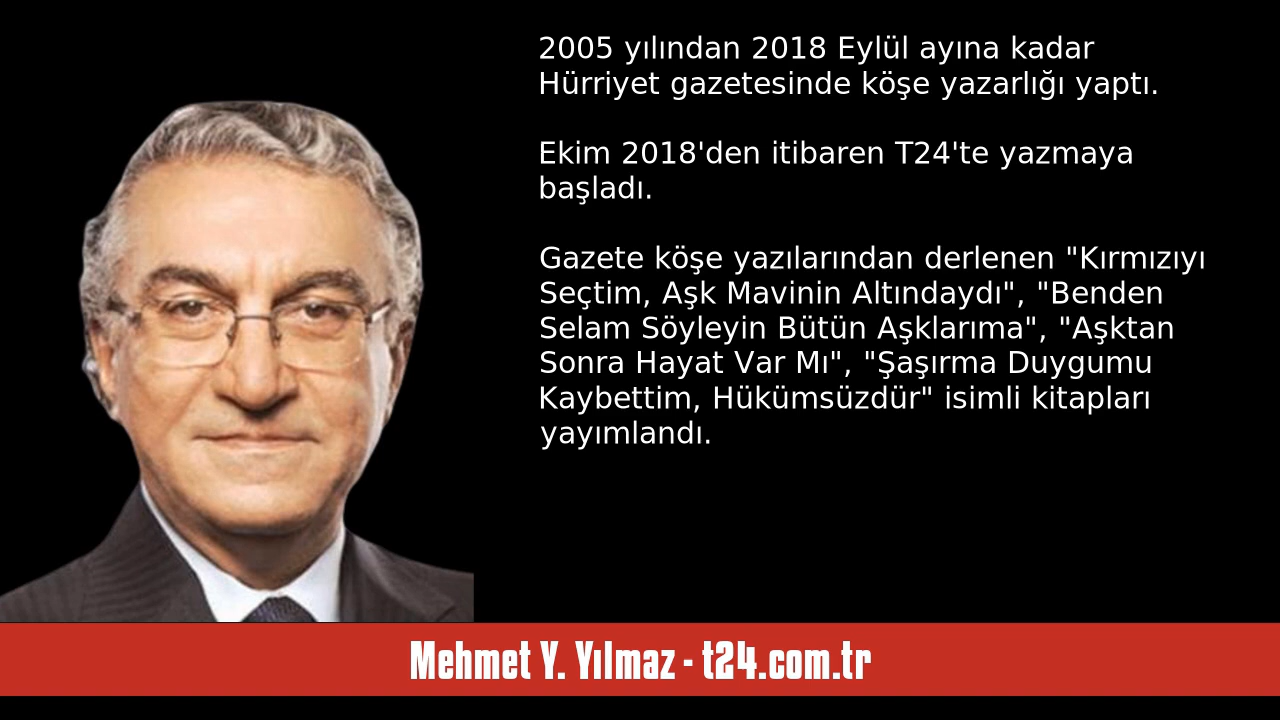 2005 yılından 2018 Eylül ayına kadar
Hürriyet gazetesinde köşe yazarlığı yaptı.
Ekim 2018'den itibaren T24'te yazmaya
başladı.
Gazete köşe yazılarından derlenen "Kırmızıyı
Seçtim, Aşk Mavinin Altındaydı", "Benden
Selam Söyleyin Bütün Aşklarıma", "Aşktan
Sonra Hayat Var Mı", "Şaşırma Duygumu
Kaybettim, Hükümsüzdür" isimli kitapları
yayımlandı.
Mehmet Y. Yılmaz - t24.com.tr